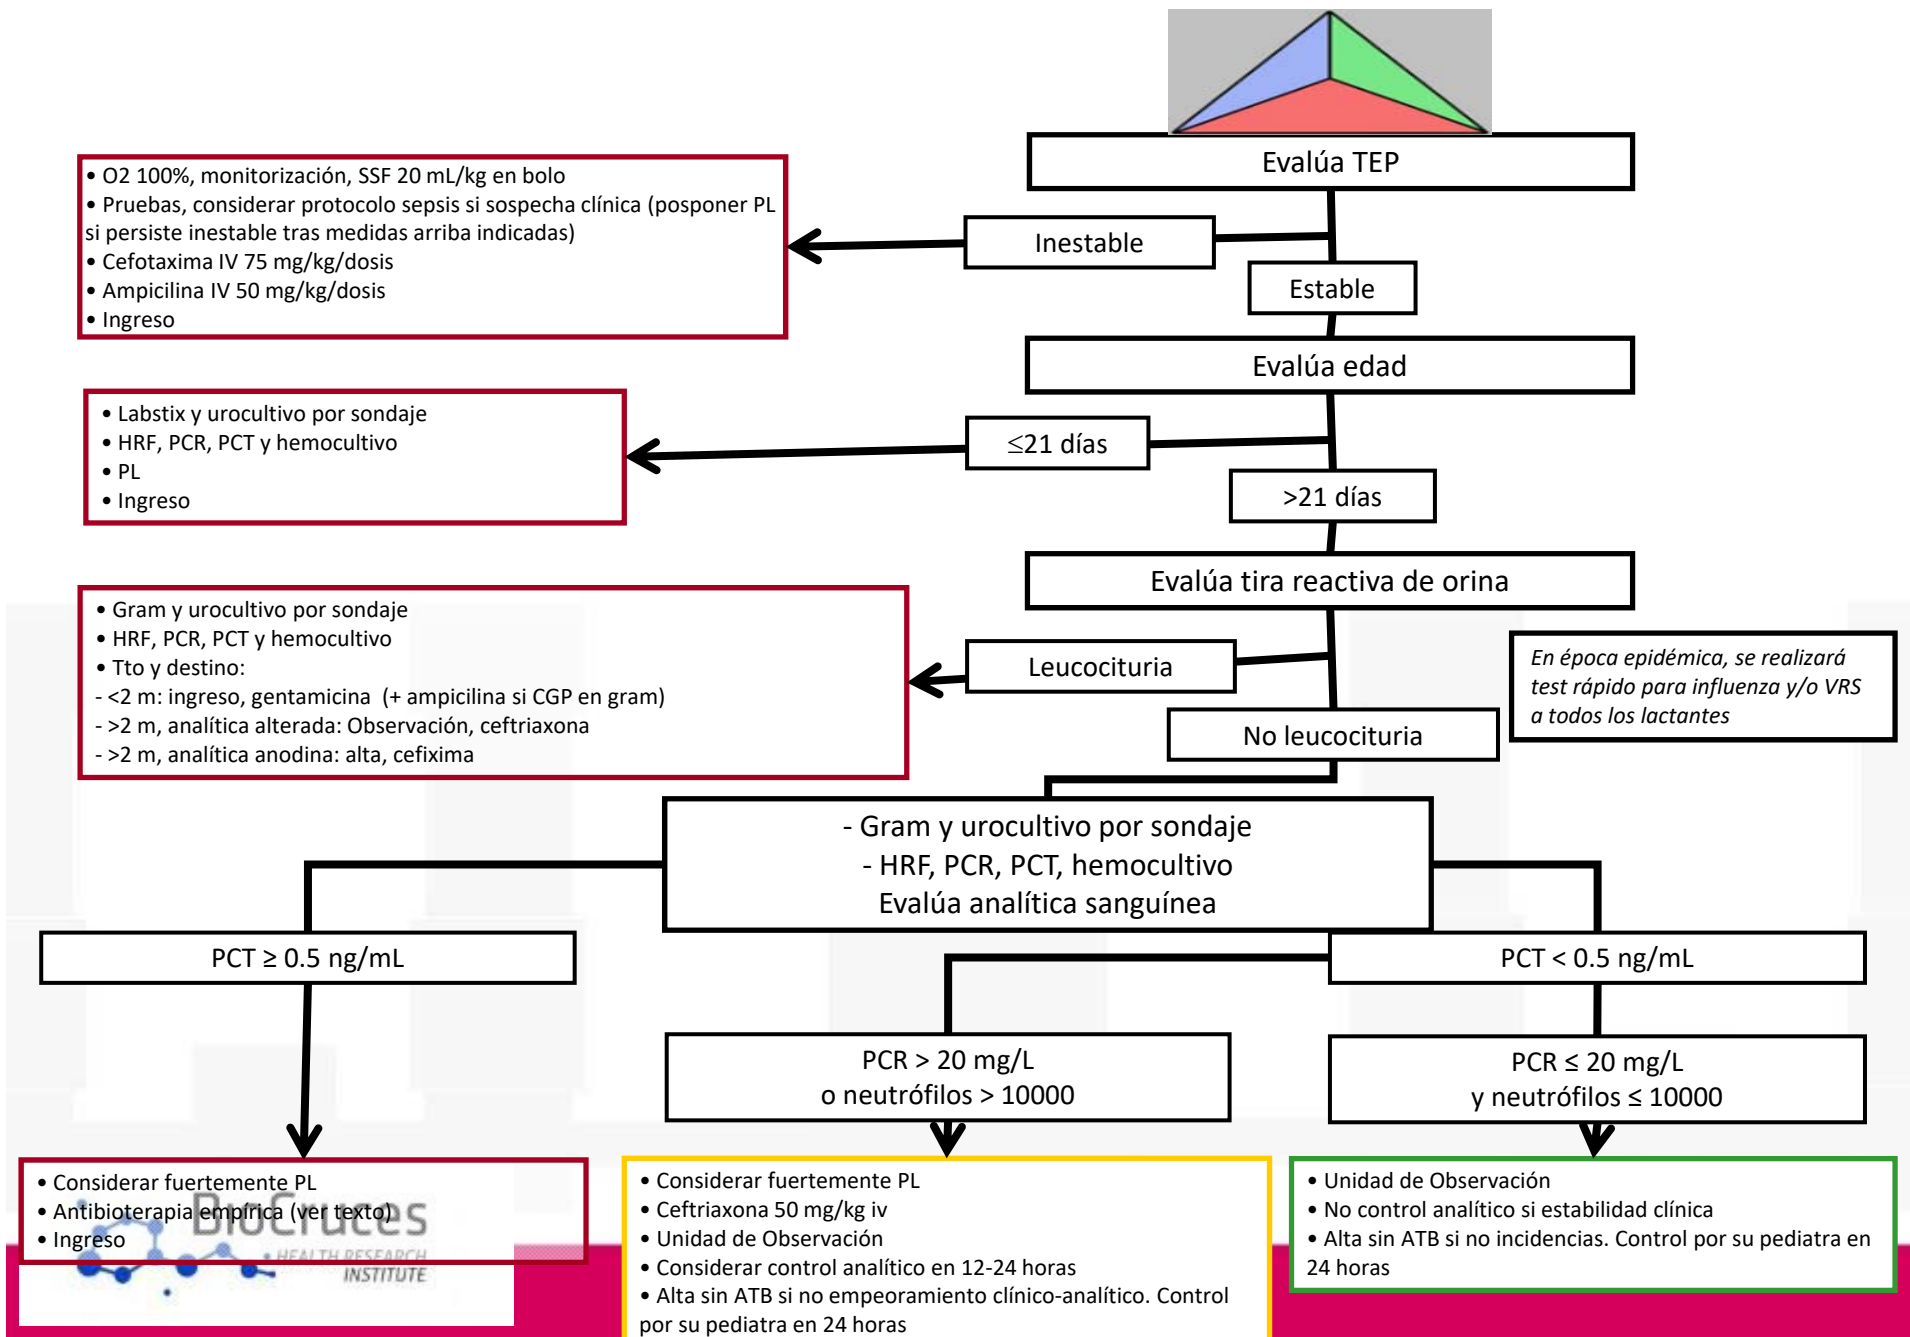 Evalúa TEP
• O2 100%, monitorización, SSF 20 mL/kg en bolo
• Pruebas, considerar protocolo sepsis si sospecha clínica (posponer PL
si persiste inestable tras medidas arriba indicadas)
• Cefotaxima IV 75 mg/kg/dosis
• Ampicilina IV 50 mg/kg/dosis
• Ingreso
Inestable
Estable
Evalúa edad
• Labstix y urocultivo por sondaje
• HRF, PCR, PCT y hemocultivo
• PL
• Ingreso
≤21 días
>21 días
Evalúa tira reactiva de orina
• Gram y urocultivo por sondaje
• HRF, PCR, PCT y hemocultivo
• Tto y destino:
- <2 m: ingreso, gentamicina  (+ ampicilina si CGP en gram)
- >2 m, analítica alterada: Observación, ceftriaxona
- >2 m, analítica anodina: alta, cefixima
Leucocituria
En época epidémica, se realizará
test rápido para influenza y/o VRS
a todos los lactantes
No leucocituria
- Gram y urocultivo por sondaje
- HRF, PCR, PCT, hemocultivo
Evalúa analítica sanguínea
PCT ≥ 0.5 ng/mL
PCT < 0.5 ng/mL
PCR > 20 mg/L
o neutrófilos > 10000
PCR ≤ 20 mg/L
y neutrófilos ≤ 10000
• Considerar fuertemente PL
• Antibioterapia empírica (ver texto)
• Ingreso
BioCruces
HEALTH RESEARCH
INSTITUTE
• Considerar fuertemente PL
• Ceftriaxona 50 mg/kg iv
• Unidad de Observación
• Considerar control analítico en 12-24 horas
• Alta sin ATB si no empeoramiento clínico-analítico. Control
por su pediatra en 24 horas
• Unidad de Observación
• No control analítico si estabilidad clínica
• Alta sin ATB si no incidencias. Control por su pediatra en
24 horas